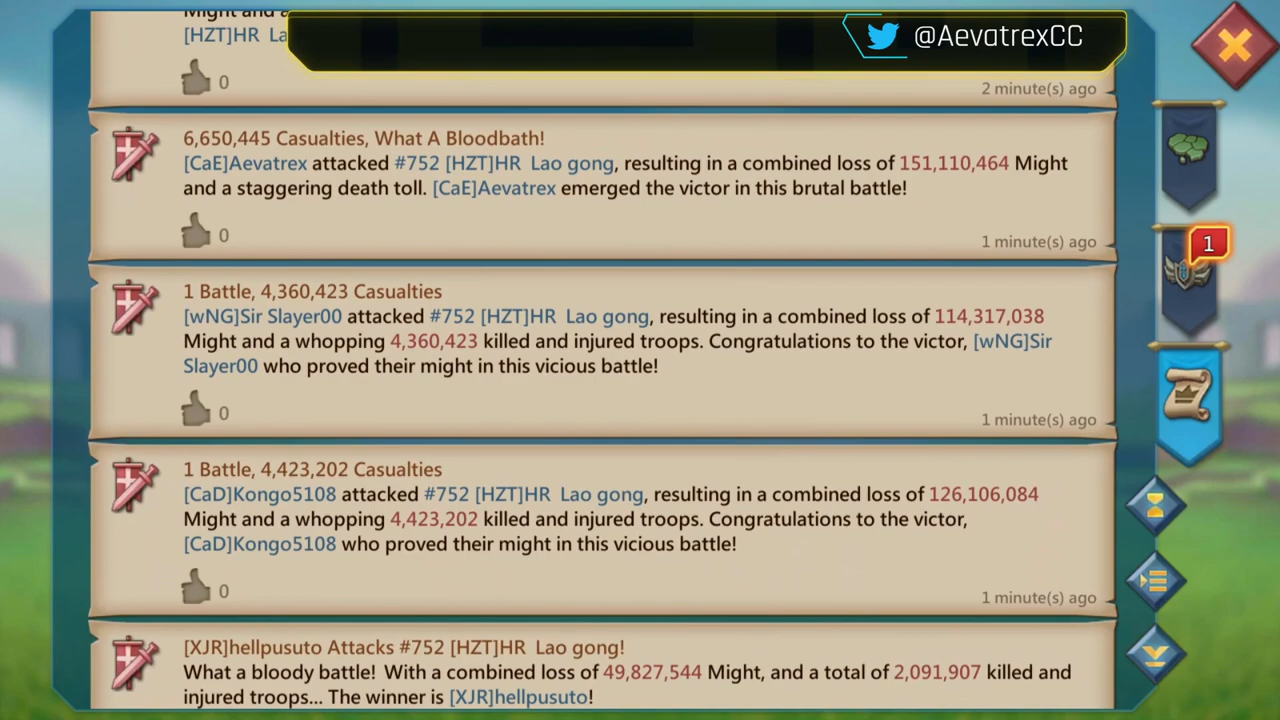 Might and a
[HZT]HR La
@AevatrexCC
0
2 minute(s) ago
6,650,445 Casualties, What A Bloodbath!
[CaE]Aevatrex attacked #752 [HZT]HR Lao gong, resulting in a combined loss of 151,110,464 Might
and a staggering death toll. [CaE]Aevatrex emerged the victor in this brutal battle!
0
1 minute(s) ago
1
1 Battle, 4,360,423 Casualties
[wNG]Sir Slayer00 attacked #752 [HZT]HR Lao gong, resulting in a combined loss of 114,317,038
Might and a whopping 4,360,423 killed and injured troops. Congratulations to the victor, [wNG]Sir
Slayer00 who proved their might in this vicious battle!
0
1 minute(s) ago
1 Battle, 4,423,202 Casualties
[CaD]Kongo5108 attacked #752 [HZT]HR Lao gong, resulting in a combined loss of 126,106,084
Might and a whopping 4,423,202 killed and injured troops. Congratulations to the victor,
[CaD]Kongo5108 who proved their might in this vicious battle!
0
1 minute(s) ago
[XJR]hellpusuto Attacks #752 [HZT]HR Lao gong!
What a bloody battle! With a combined loss of 49,827,544 Might, and a total of 2,091,907 killed and
injured troops... The winner is [XJR]hellpusuto!